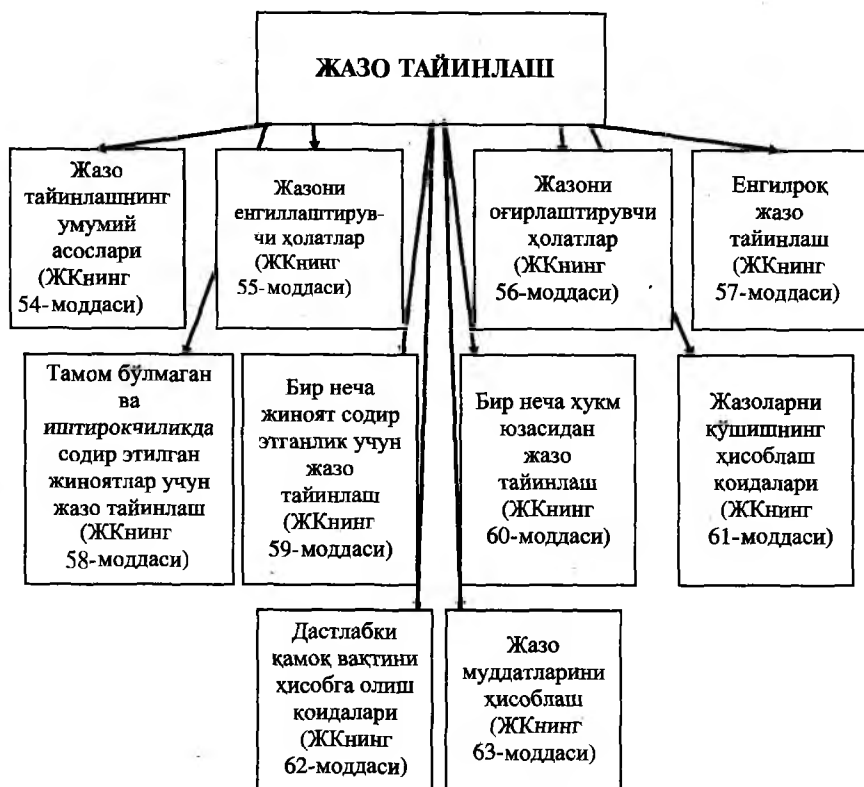 ЖАЗО ТАЙИНЛАШ
Жазо
тайинлашнинг
умумий
асослари
(ЖКнинг
54-моддаси)
Жазони
енгиллаштирув-
чи ҳолатлар
(ЖКнинг
55-моддаси)
Жазони
оғирлаштирувчи
ҳолатлар
(ЖКнинг
56-моддаси)
Енгилроқ
жазо
тайинлаш
(ЖКнинг
57-моддаси)
Тамом бўлмаган
ва
иштирокчиликда
содир этилган
жиноятлар учун
жазо тайинлаш
(ЖКнинг
58-моддаси)
Бир неча
жиноят содир
этганлик учун
жазо
тайинлаш
(ЖКнинг
59-моддаси)
Бир неча ҳукм
юзасидан
жазо
тайинлаш
(ЖКнинг
60-моддаси)
Жазоларни
қўшишнинг
ҳисоблаш
қоидалари
(ЖКнинг
61-моддаси)
Дастлабки
қамоқ вақтини
ҳисобга олиш
қоидалари
(ЖКнинг
62-моддаси)
Жазо
муддатларини
ҳисоблаш
(ЖКнинг
63-моддаси)